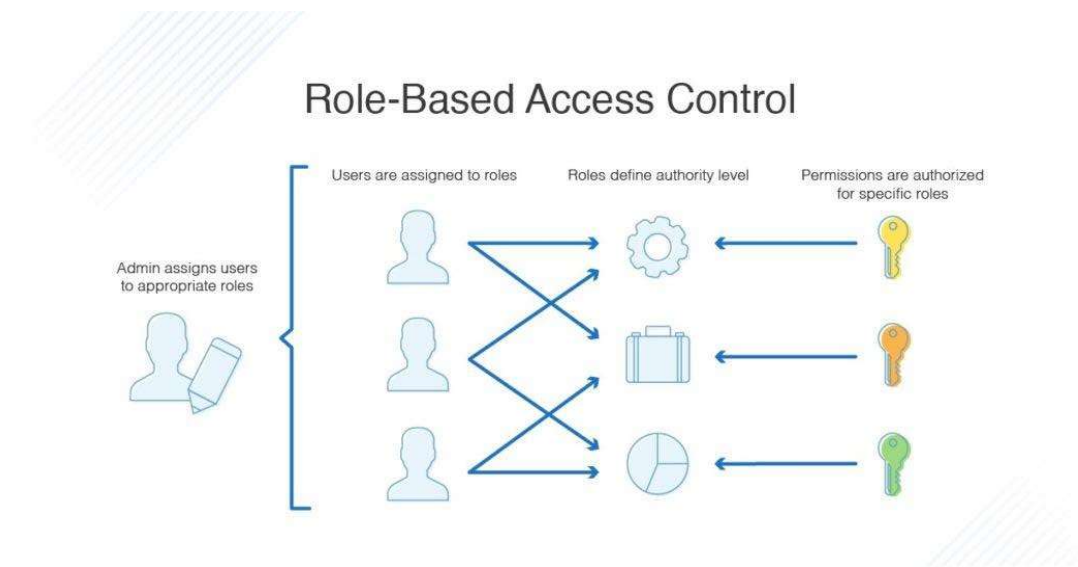 Role-Based Access Control
Users are assigned to roles
Roles define authority level
Permissions are authorized
for specific roles
Admin assigns users
to appropriate roles